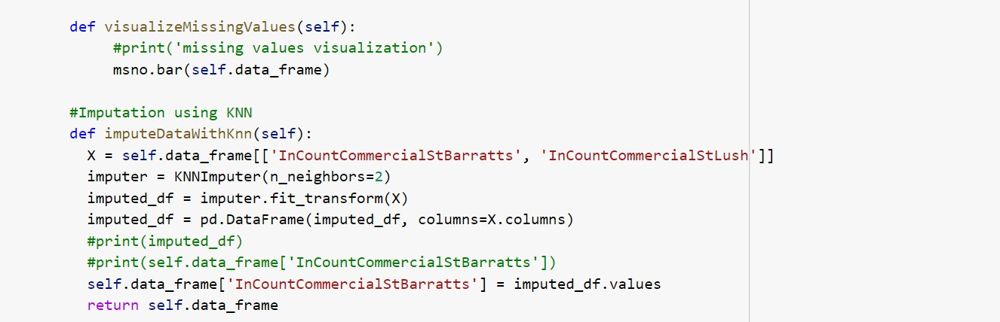 def visualizeMissingValues(self):
#print('missing values visualization')
msno.bar(self.data_frame)
#Imputation using KNN
def imputeDataWithKnn(self):
X = self.data_frame[['InCountCommercialStBarratts', 'InCountCommercialStLush']]
imputer = KNNImputer(n_neighbors=2)
imputed_df = imputer.fit_transform(X)
imputed_df = pd.DataFrame(imputed_df, columns=X.columns)
#print(imputed_df)
#print(self.data_frame['InCountCommercialStBarratts'])
self.data_frame['InCountCommercialStBarratts'] = imputed_df.values
return self.data_frame